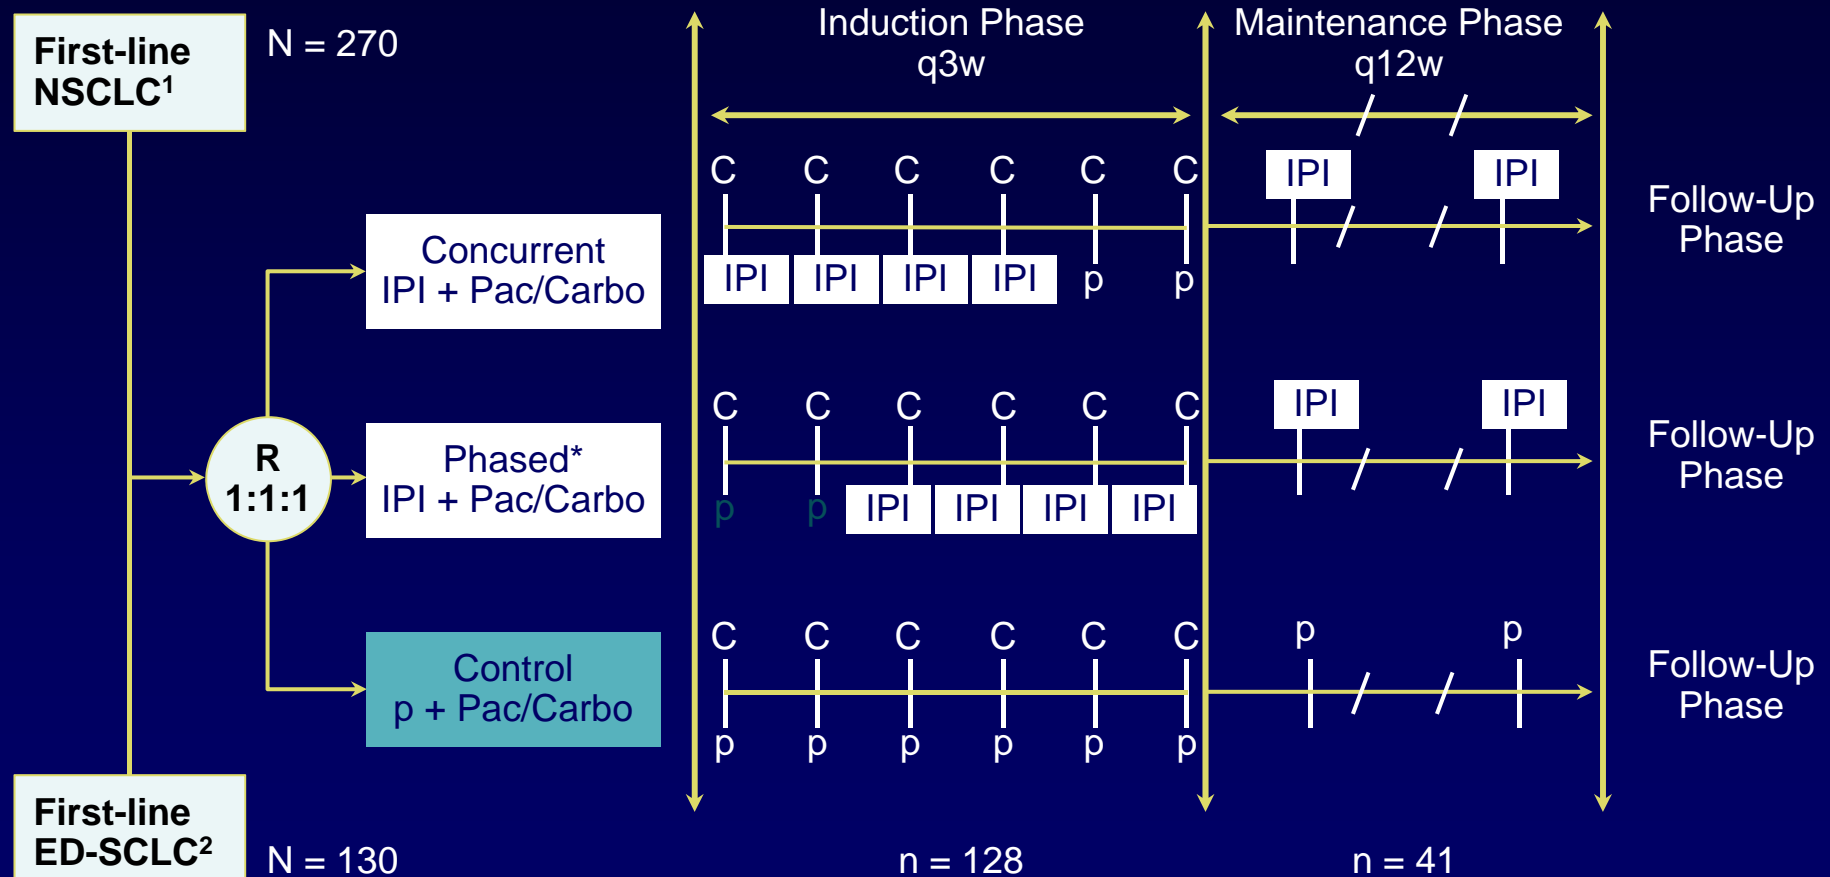 First-line
NSCLC¹
N = 270
Induction Phase
q3w
Maintenance Phase
q12w
C C C C C C
IPI IPI
Concurrent
IPI + Pac/Carbo
IPI IPI IPI IPI p p
Follow-Up
Phase
C C C C C C
IPI IPI
R
1:1:1
Phased*
IPI + Pac/Carbo
p p IPI IPI IPI IPI
Follow-Up
Phase
C C C C C C
p p
Control
p + Pac/Carbo
p p p p p p
Follow-Up
Phase
First-line
ED-SCLC²
N = 130
n = 128
n = 41